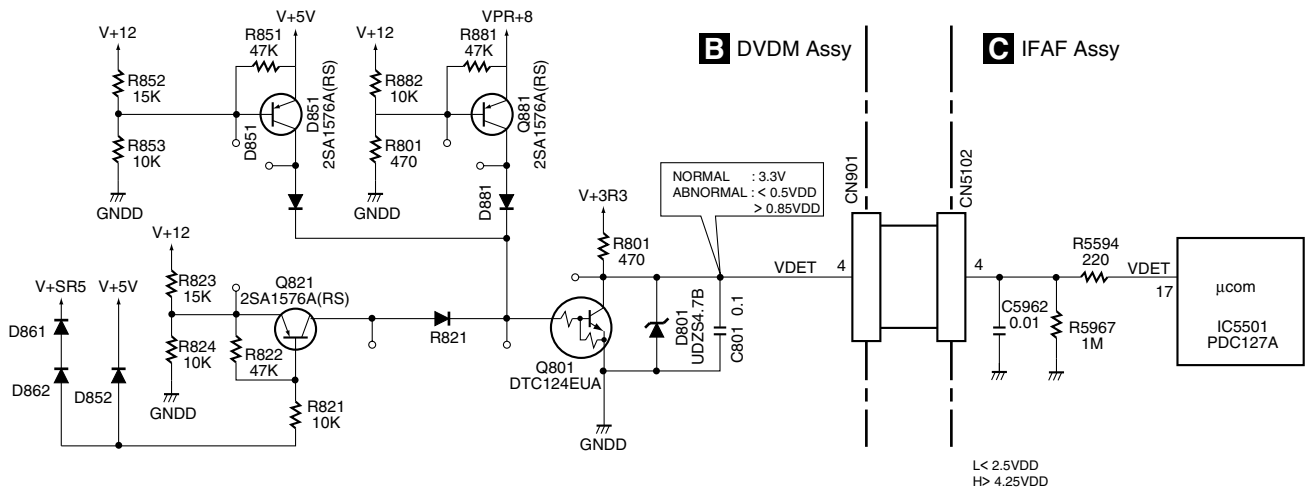 V+12
V+5V
V+12
VPR+8
B DVDM Assy
C IFAF Assy
R851
47K
R881
47K
R852
15K
R882
10K
D851
D851
2SA1576A(RS)
Q881
2SA1576A(RS)
R853
10K
R801
470
GNDD
D881
NORMAL : 3.3V
ABNORMAL : < 0.5VDD
> 0.85VDD
CN901
CN5102
V+3R3
R801
470
V+12
VDET
4
4
R5594
220
VDET
17
µcom
IC5501
PDC127A
V+SR5
V+5V
R823
15K
Q821
2SA1576A(RS)
D861
R824
10K
R822
47K
R821
D801
UDZS4.7B
C801 0.1
C5962
0.01
R5967
1M
D862
D852
GNDD
R821
10K
Q801
DTC124EUA
GNDD
L< 2.5VDD
H> 4.25VDD